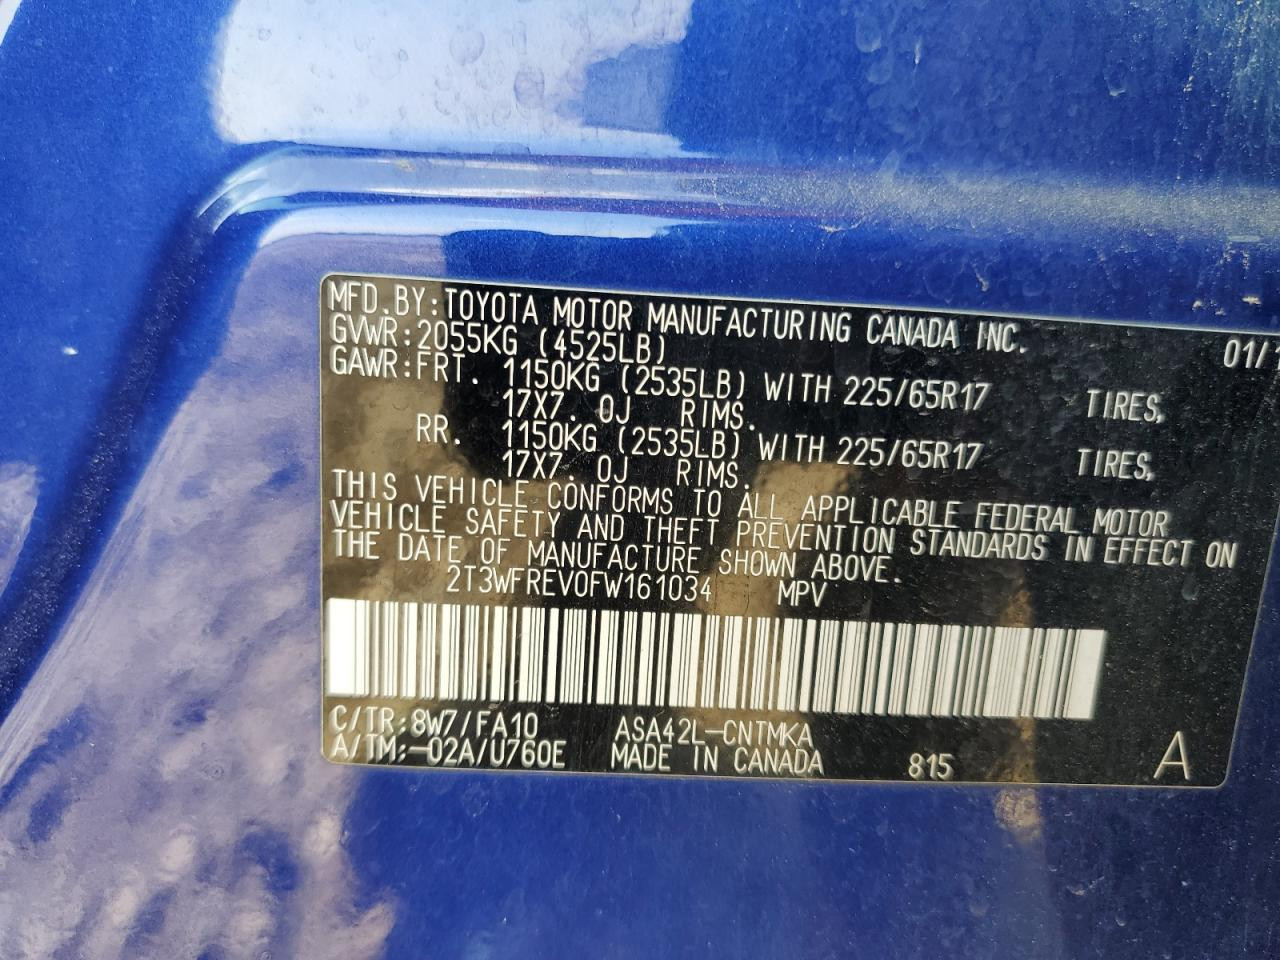 MFD.BY:TOYOTA MOTOR MANUFACTURING CANADA INC. 01/
GVWR:2055KG (4525LB)
GAWR:FRT. 1150KG (2535LB) WITH 225/65R17 TIRES,
17X7. 0J RIMS.
RR. 1150KG (2535LB) WITH 225/65R17 TIRES,
17X7. 0J RIMS.
THIS VEHICLE CONFORMS TO ALL APPLICABLE FEDERAL MOTOR
VEHICLE SAFETY AND THEFT PREVENTION STANDARDS IN EFFECT ON
THE DATE OF MANUFACTURE SHOWN ABOVE.
2T3WFREV0FW161034 MPV
C/TR:8W7/FA10 ASA42L-CNTMKA
A/TM:-02A/U760E MADE IN CANADA 815 A